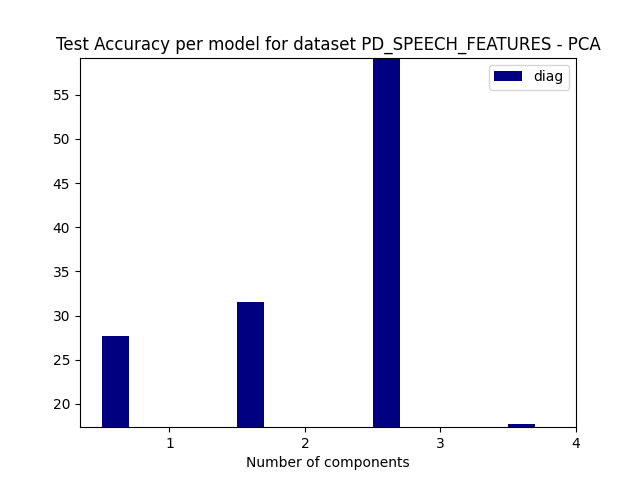 Test Accuracy per model for dataset PD_SPEECH_FEATURES - PCA
diag
55
50
45
40
35
30
25
20
1 2 3 4
Number of components